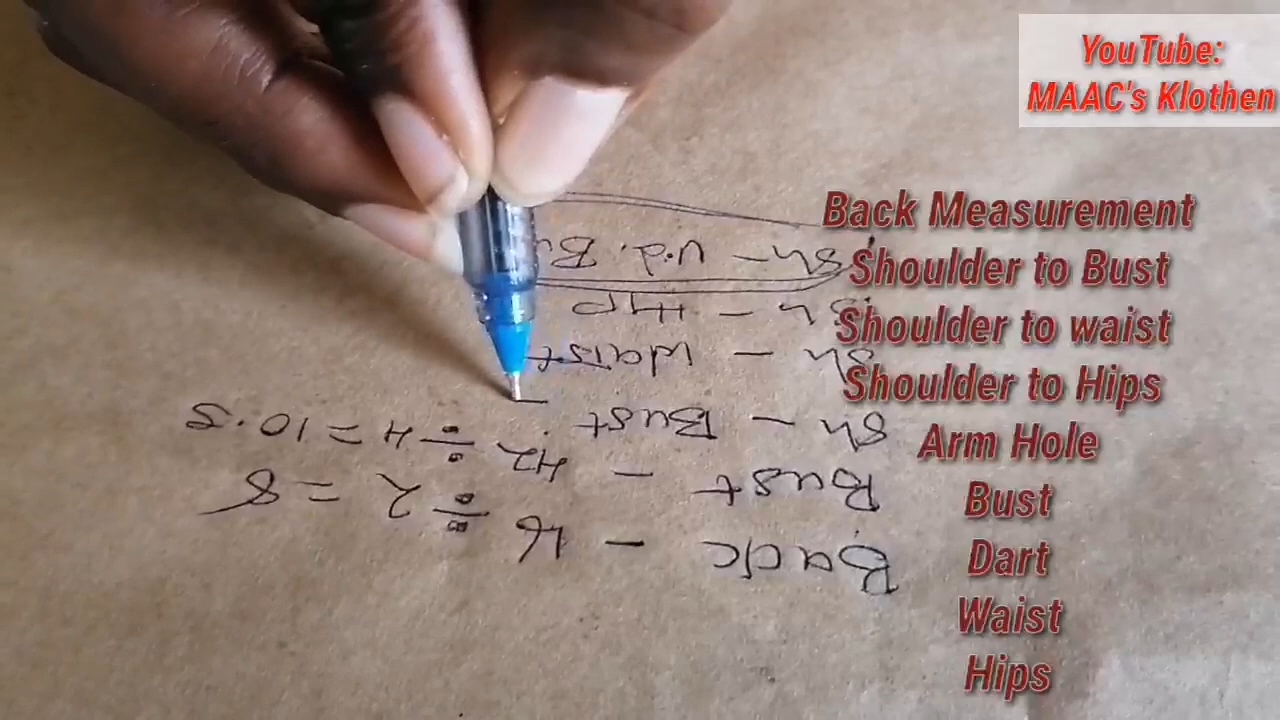 YouTube:
MAAC's Klothen
Back Measurement
Shoulder to Bust
Shoulder to waist
Shoulder to Hips
Arm Hole
Bust
Dart
Waist
Hips
Back - 16 ÷ 2 = 8
Bust - 42 ÷ 4 = 10.5
Sh - Bust -
Sh - Waist
Sh - Hip
Sh - U.d. Bu